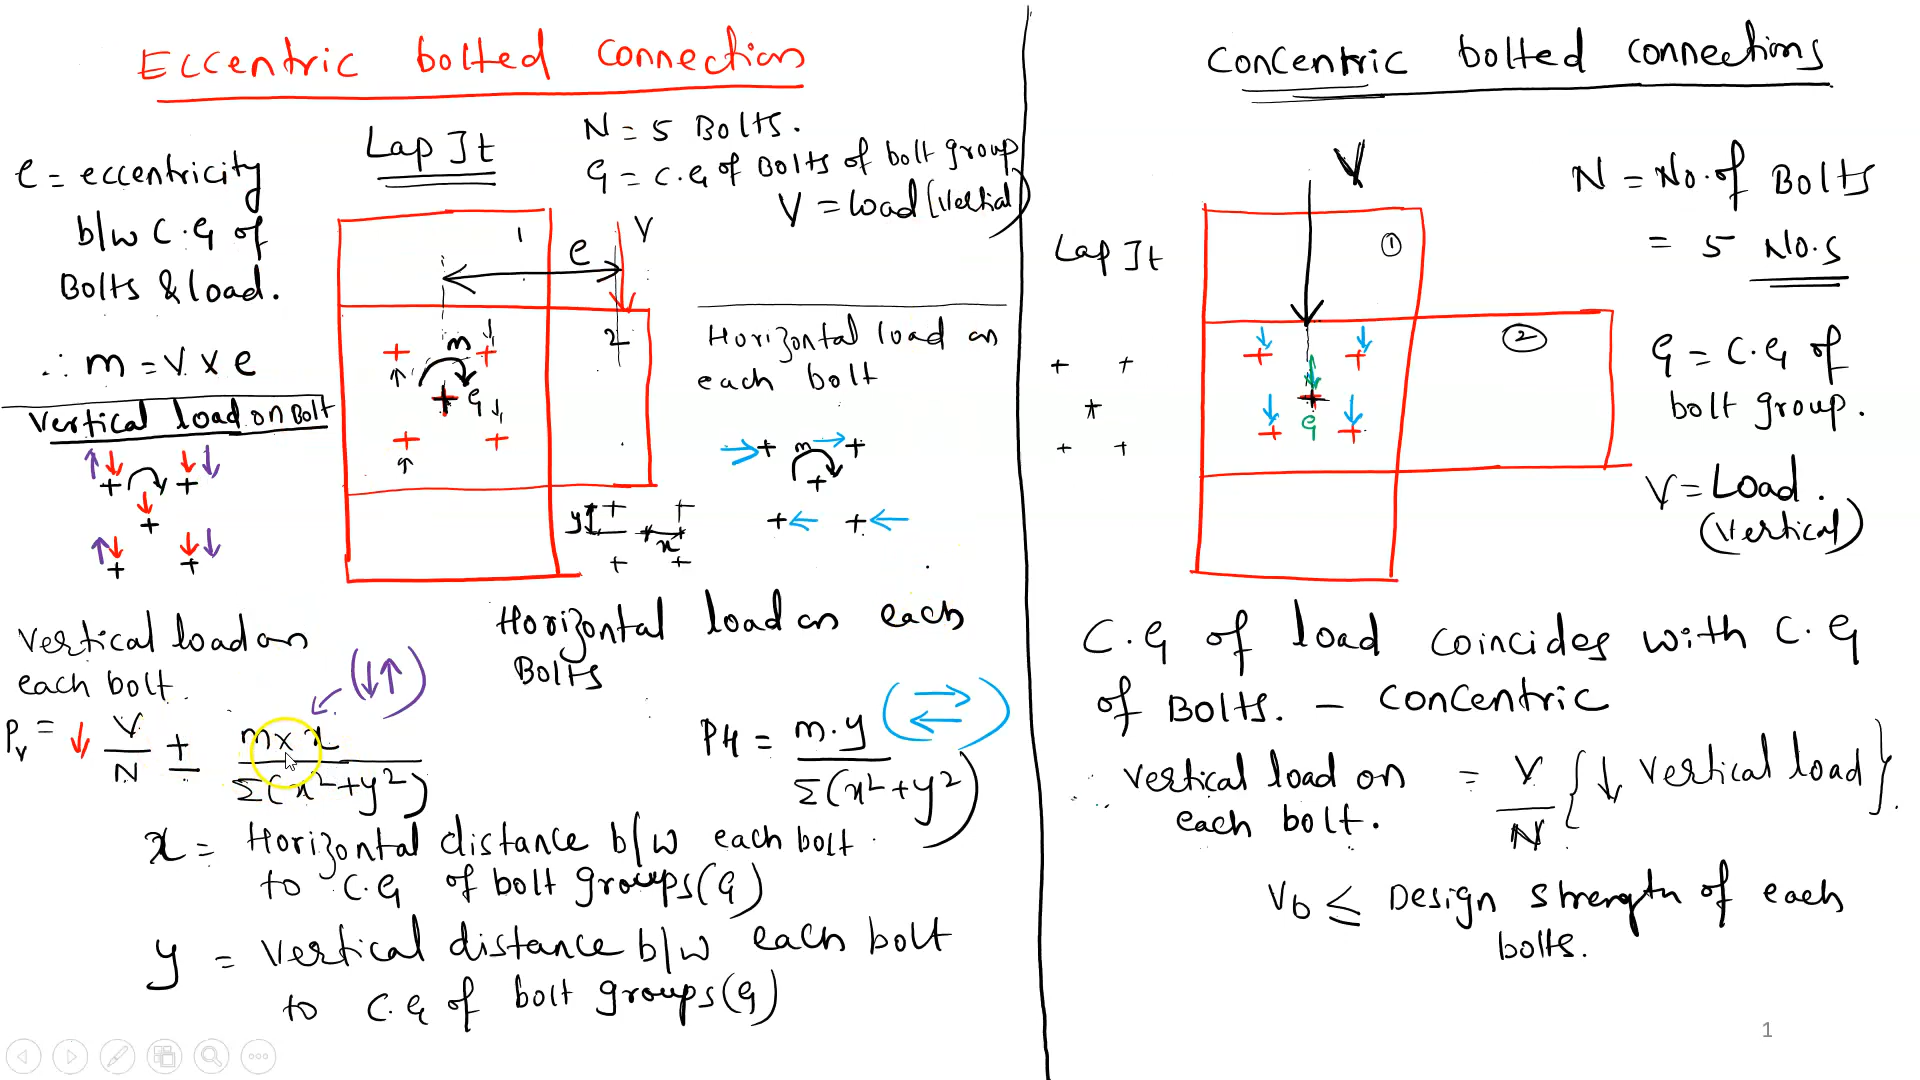 Eccentric bolted connections
Lap Jt
N = 5 Bolts.
G = C.G of Bolts of bolt group
V = Load (Vertical)
e = eccentricity
b/w C.G of
Bolts & load.
∴ m = V x e
Vertical load on Bolt
1
e
V
2
m
G
Horizontal load on
each bolt
m
y
x
Vertical load on
each bolt.
Pv = ↓ V/N ± m x x / Σ(x²+y²) (↓↑)
Horizontal load on each
Bolts
PH = m.y / Σ(x²+y²)
x = Horizontal distance b/w each bolt
to C.G of bolt groups (G)
y = Vertical distance b/w each bolt
to C.G of bolt groups (G)
Concentric bolted connections
V
Lap Jt
1
2
G
N = No. of Bolts
= 5 No.s
G = C.G of
bolt group.
V = Load.
(Vertical)
C.G of load coincides with C.G
of Bolts. – Concentric
∴ Vertical load on = V/N {↓ Vertical load}.
each bolt.
Vb ≤ Design strength of each
bolts.
1